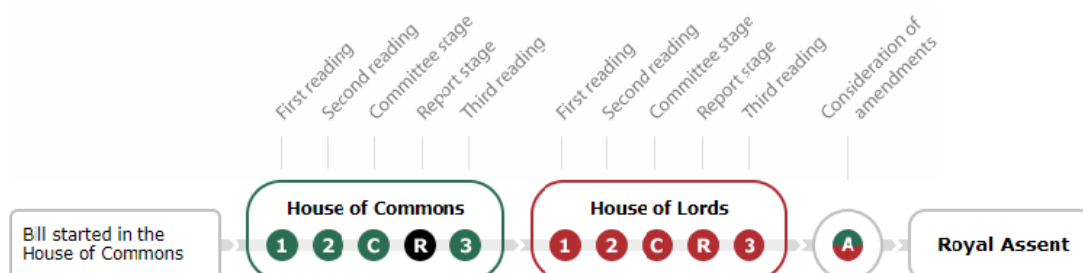 First reading
Second reading
Committee stage
Report stage
Third reading
First reading
Second reading
Committee stage
Report stage
Third reading
Consideration of
amendments
Bill started in the
House of Commons
House of Commons
1 2 C R 3
House of Lords
1 2 C R 3
A
Royal Assent